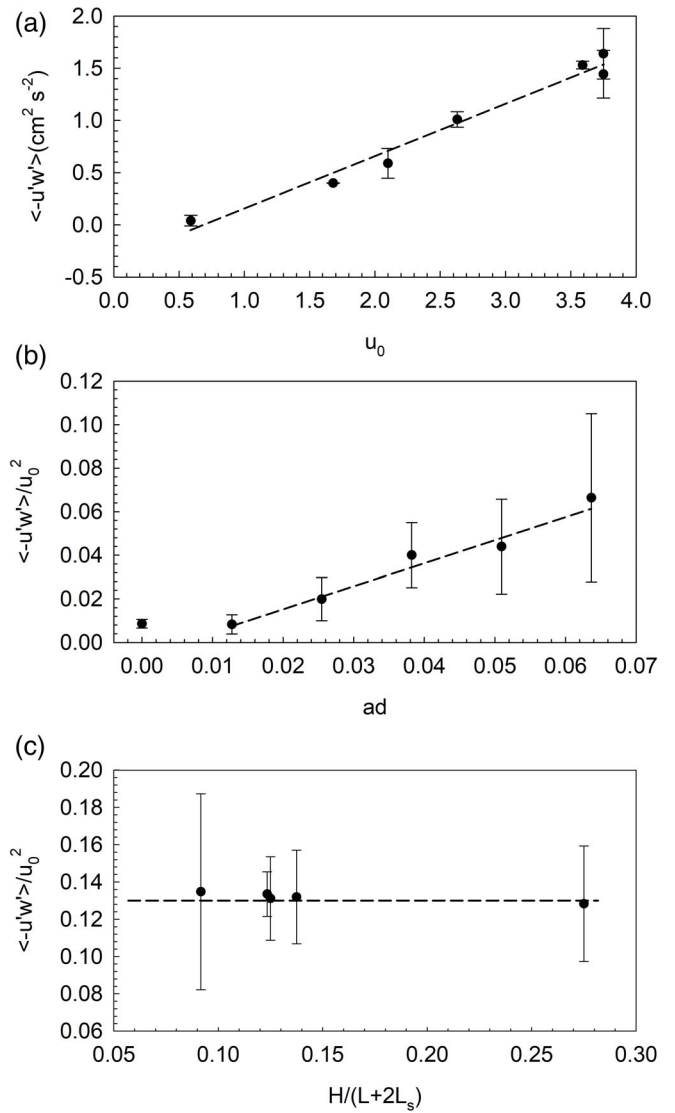 (a)
2.0
1.5
1.0
0.5
0.0
-0.5
<-u'w'>(cm² s⁻²)
0.0 0.5 1.0 1.5 2.0 2.5 3.0 3.5 4.0
u₀
(b)
0.12
0.10
0.08
0.06
0.04
0.02
0.00
<-u'w'>/u₀²
0.00 0.01 0.02 0.03 0.04 0.05 0.06 0.07
ad
(c)
0.20
0.18
0.16
0.14
0.12
0.10
0.08
0.06
<-u'w'>/u₀²
0.05 0.10 0.15 0.20 0.25 0.30
H/(L+2Lₛ)